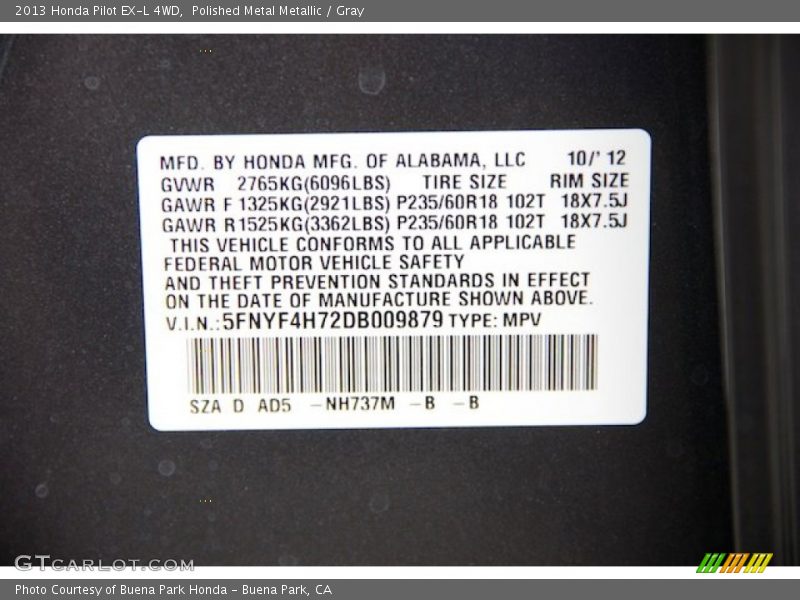 2013 Honda Pilot EX-L 4WD,  Polished Metal Metallic / Gray
MFD. BY HONDA MFG. OF ALABAMA, LLC 10/'12
GVWR 2765KG(6096LBS) TIRE SIZE RIM SIZE
GAWR F 1325KG(2921LBS) P235/60R18 102T 18X7.5J
GAWR R 1525KG(3362LBS) P235/60R18 102T 18X7.5J
THIS VEHICLE CONFORMS TO ALL APPLICABLE
FEDERAL MOTOR VEHICLE SAFETY
AND THEFT PREVENTION STANDARDS IN EFFECT
ON THE DATE OF MANUFACTURE SHOWN ABOVE.
V.I.N.: 5FNYF4H72DB009879 TYPE: MPV
SZA D AD5 -NH737M -B -B
GTCARLOT.COM
Photo Courtesy of Buena Park Honda - Buena Park, CA